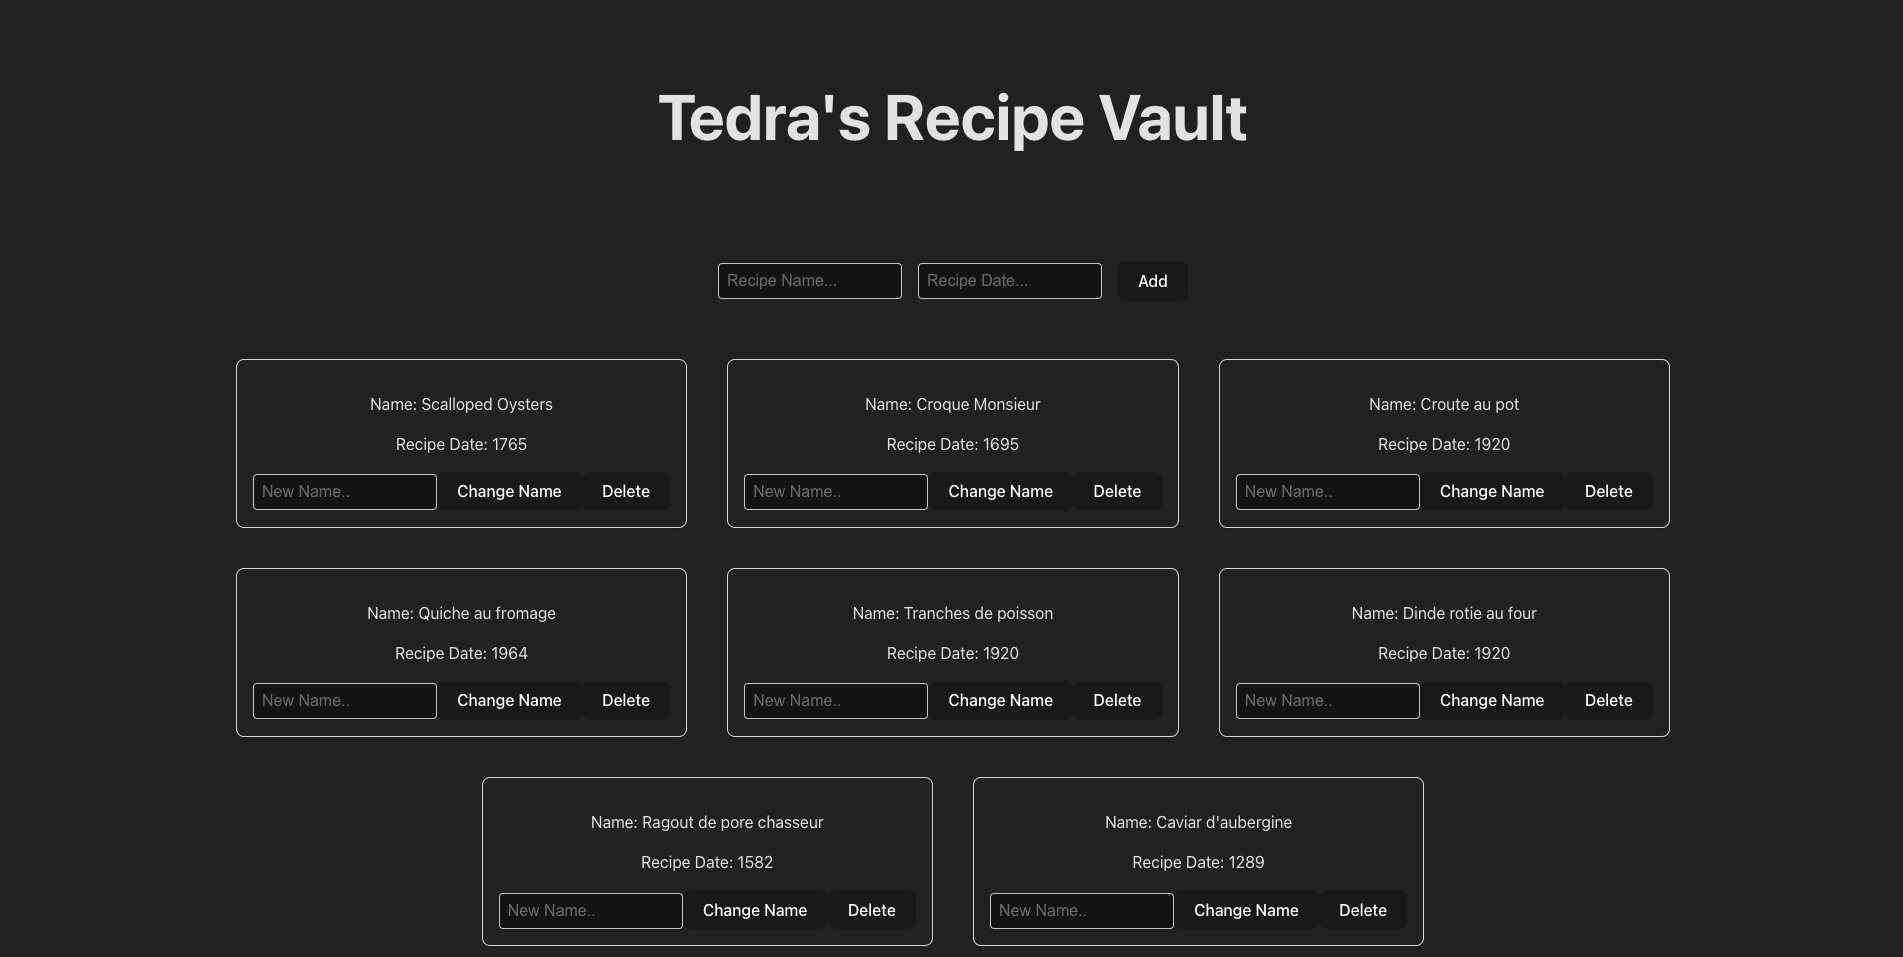 Tedra's Recipe Vault
Recipe Name... Recipe Date... Add
Name: Scalloped Oysters
Recipe Date: 1765
New Name.. Change Name Delete
Name: Croque Monsieur
Recipe Date: 1695
New Name.. Change Name Delete
Name: Croute au pot
Recipe Date: 1920
New Name.. Change Name Delete
Name: Quiche au fromage
Recipe Date: 1964
New Name.. Change Name Delete
Name: Tranches de poisson
Recipe Date: 1920
New Name.. Change Name Delete
Name: Dinde rotie au four
Recipe Date: 1920
New Name.. Change Name Delete
Name: Ragout de pore chasseur
Recipe Date: 1582
New Name.. Change Name Delete
Name: Caviar d'aubergine
Recipe Date: 1289
New Name.. Change Name Delete